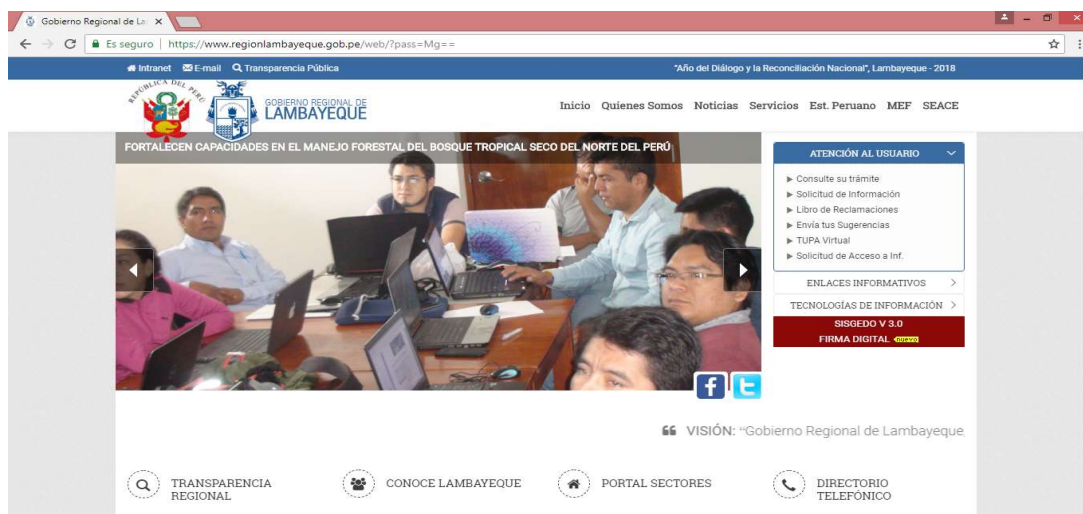 Gobierno Regional de La
Es seguro | https://www.regionlambayeque.gob.pe/web/?pass=Mg==
Intranet E-mail Transparencia Pública
"Año del Diálogo y la Reconciliación Nacional", Lambayeque - 2018
REPÚBLICA DEL PERÚ
GOBIERNO REGIONAL DE
LAMBAYEQUE
Inicio Quienes Somos Noticias Servicios Est. Peruano MEF SEACE
FORTALECEN CAPACIDADES EN EL MANEJO FORESTAL DEL BOSQUE TROPICAL SECO DEL NORTE DEL PERÚ
ATENCIÓN AL USUARIO
Consulte su trámite
Solicitud de Información
Libro de Reclamaciones
Envía tus Sugerencias
TUPA Virtual
Solicitud de Acceso a Inf.
ENLACES INFORMATIVOS
TECNOLOGÍAS DE INFORMACIÓN
SISGEDO V 3.0
FIRMA DIGITAL nuevo
VISIÓN: "Gobierno Regional de Lambayeque,
TRANSPARENCIA
REGIONAL
CONOCE LAMBAYEQUE
PORTAL SECTORES
DIRECTORIO
TELEFÓNICO